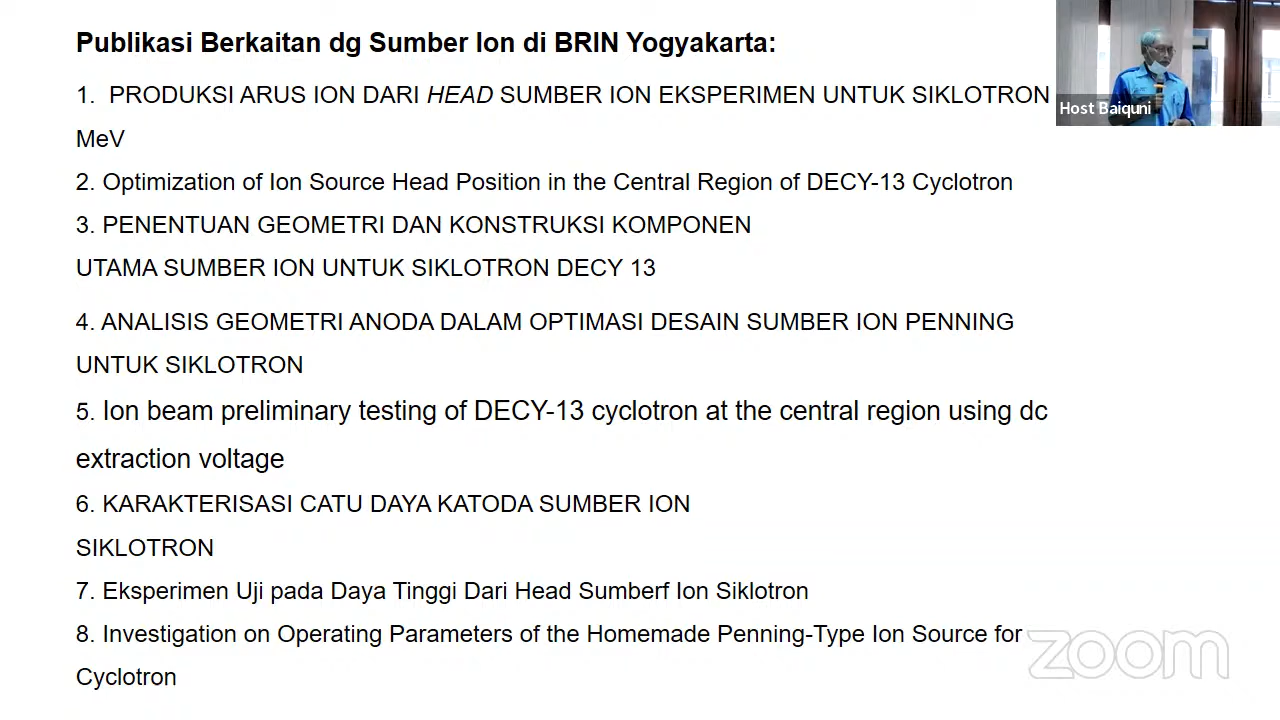 Publikasi Berkaitan dg Sumber Ion di BRIN Yogyakarta:
1. PRODUKSI ARUS ION DARI HEAD SUMBER ION EKSPERIMEN UNTUK SIKLOTRON
MeV
2. Optimization of Ion Source Head Position in the Central Region of DECY-13 Cyclotron
3. PENENTUAN GEOMETRI DAN KONSTRUKSI KOMPONEN
UTAMA SUMBER ION UNTUK SIKLOTRON DECY 13
4. ANALISIS GEOMETRI ANODA DALAM OPTIMASI DESAIN SUMBER ION PENNING
UNTUK SIKLOTRON
5. Ion beam preliminary testing of DECY-13 cyclotron at the central region using dc
extraction voltage
6. KARAKTERISASI CATU DAYA KATODA SUMBER ION
SIKLOTRON
7. Eksperimen Uji pada Daya Tinggi Dari Head Sumberf Ion Siklotron
8. Investigation on Operating Parameters of the Homemade Penning-Type Ion Source for
Cyclotron
Host Baiquni
zoom